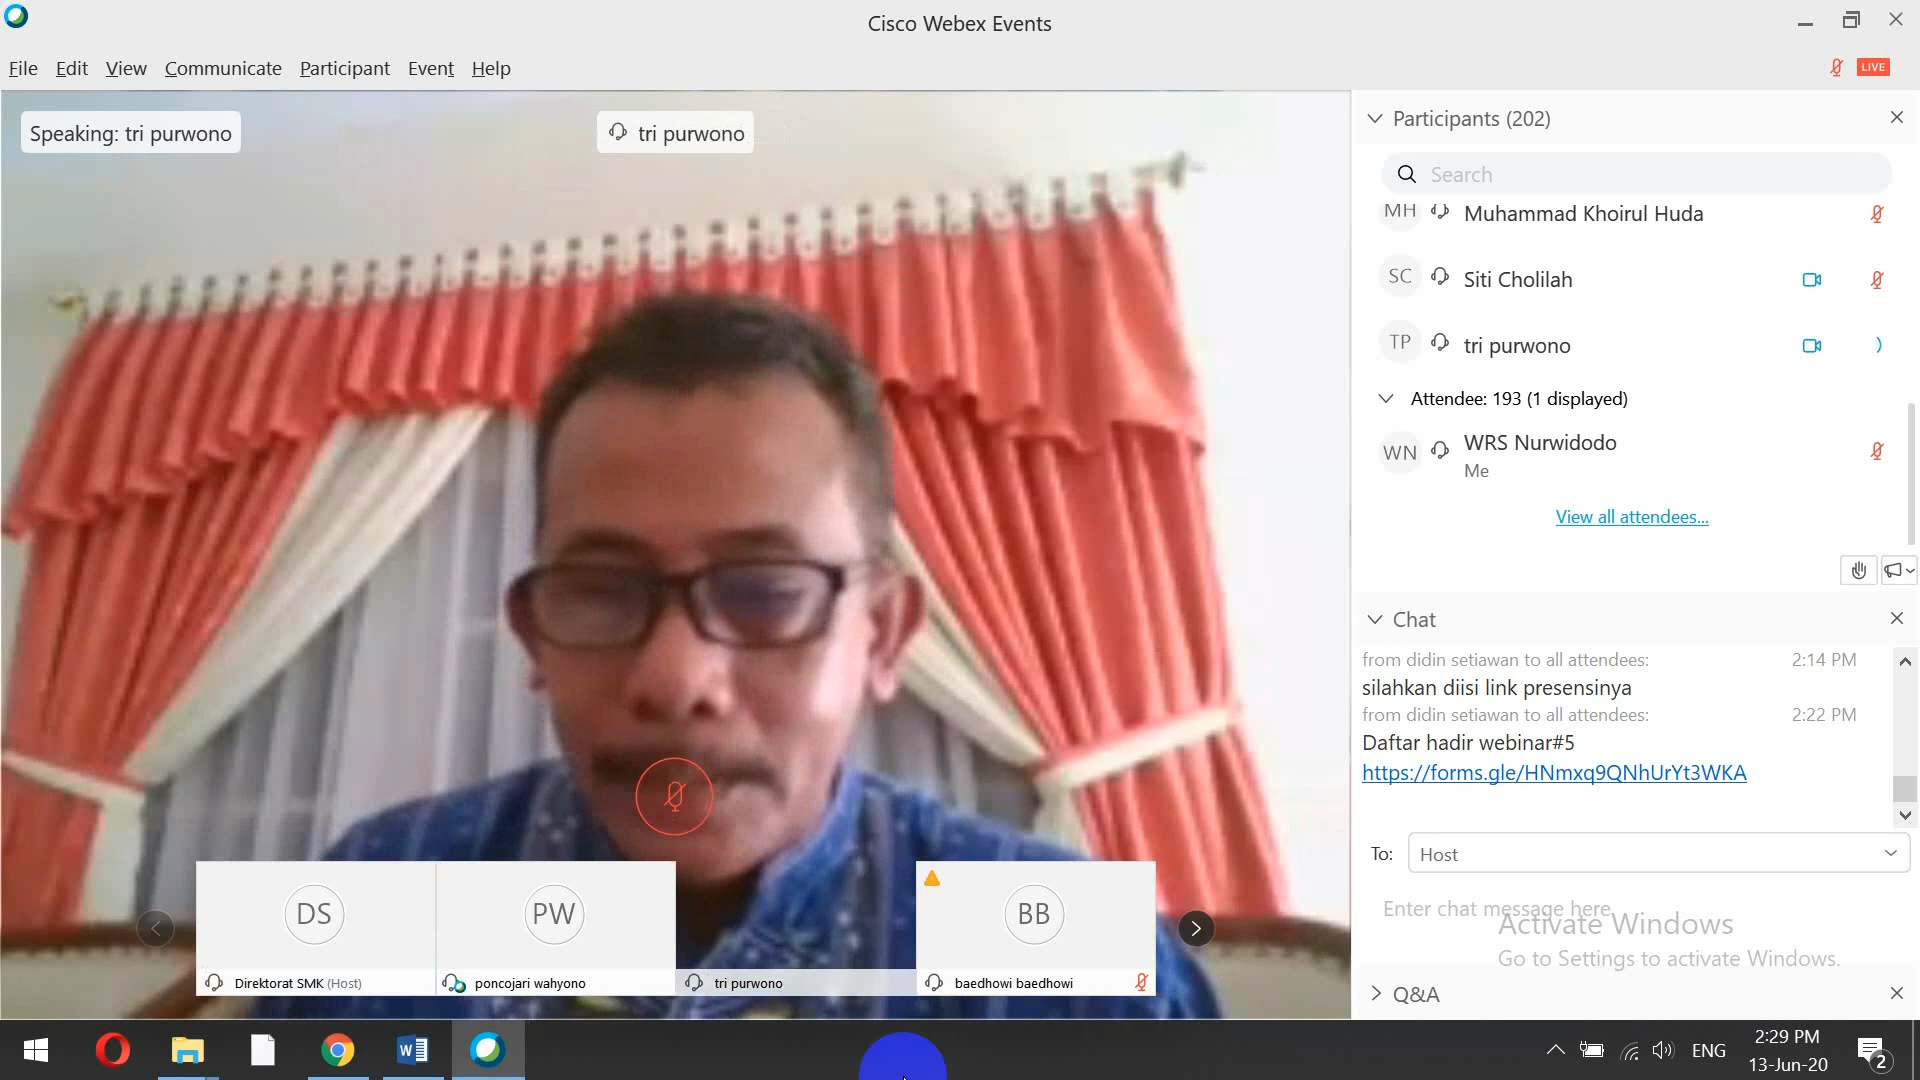 Cisco Webex Events
File Edit View Communicate Participant Event Help
LIVE
Speaking: tri purwono
tri purwono
Participants (202)
Search
MH Muhammad Khoirul Huda
SC Siti Cholilah
TP tri purwono
Attendee: 193 (1 displayed)
WN WRS Nurwidodo
Me
View all attendees...
Chat
from didin setiawan to all attendees: 2:14 PM
silahkan diisi link presensinya
from didin setiawan to all attendees: 2:22 PM
Daftar hadir webinar#5
https://forms.gle/HNmxq9QNhUrYt3WKA
To: Host
Enter chat message here
Activate Windows
Go to Settings to activate Windows.
Q&A
DS
Direktorat SMK (Host)
PW
poncojari wahyono
tri purwono
BB
baedhowi baedhowi
W
ENG
2:29 PM
13-Jun-20
2